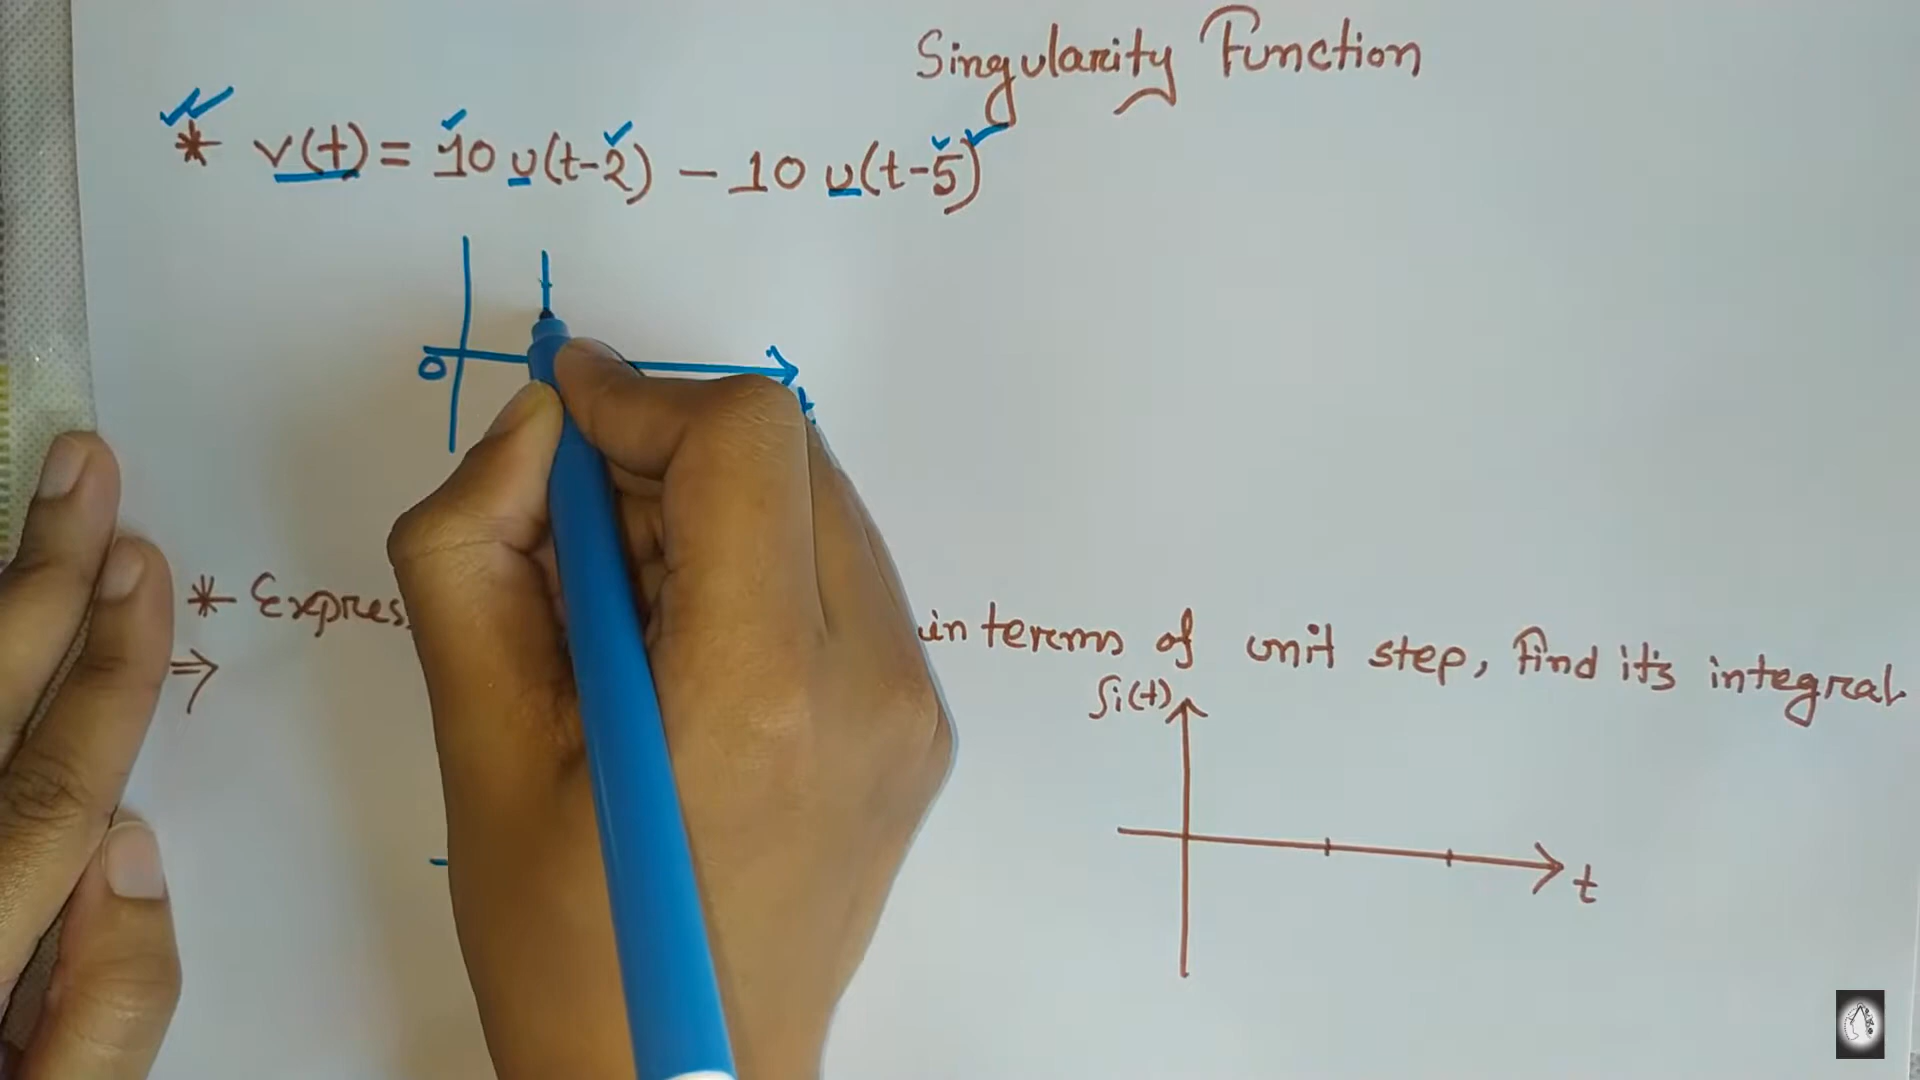 Singularity Function
* v(t) = 10 u(t-2) - 10 u(t-5)
0
t
* Expres
in terms of unit step, Find it's integral
⇒
∫i(t)
t